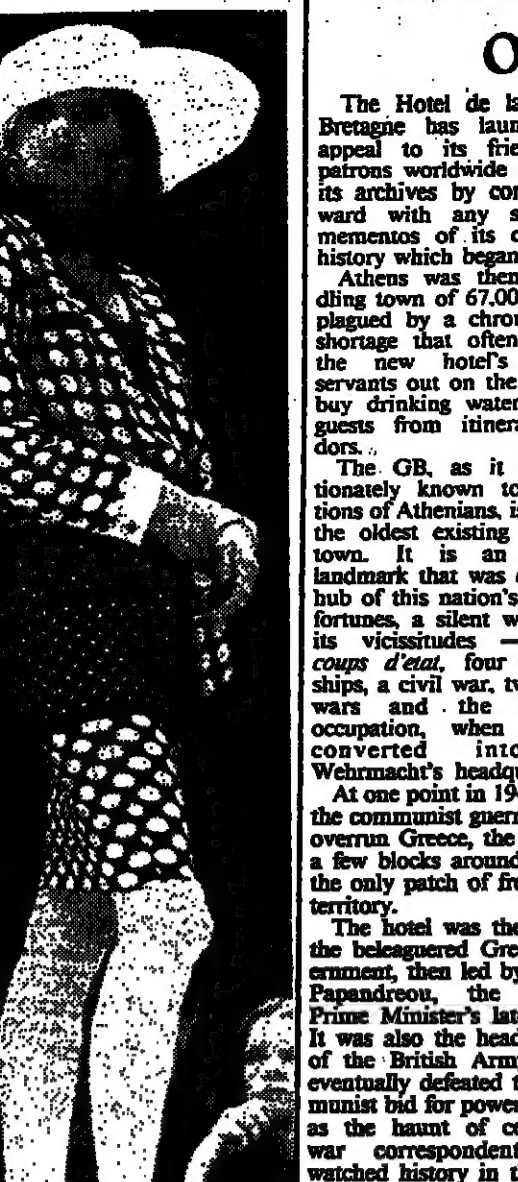 O
The Hotel de la
Bretagne has laun
appeal to its frie
patrons worldwide
its archives by con
ward with any s
mementos of its c
history which began
Athens was then
dling town of 67,00
plagued by a chron
shortage that often
the new hotel's
servants out on the
buy drinking water
guests from itinera
dors.
The GB, as it
tionately known to
tions of Athenians, is
the oldest existing
town. It is an
landmark that was
hub of this nation's
fortunes, a silent w
its vicissitudes —
coups d'etat, four
ships, a civil war, tw
wars and the
occupation, when
converted into
Wehrmacht's headqu
At one point in 194
the communist guerr
overrun Greece, the
a few blocks around
the only patch of fre
territory.
The hotel was the
the beleaguered Gre
ernment, then led by
Papandreou, the
Prime Minister's lat
It was also the head
of the British Arm
eventually defeated t
munist bid for power
as the haunt of co
war correspondent
watched history in t